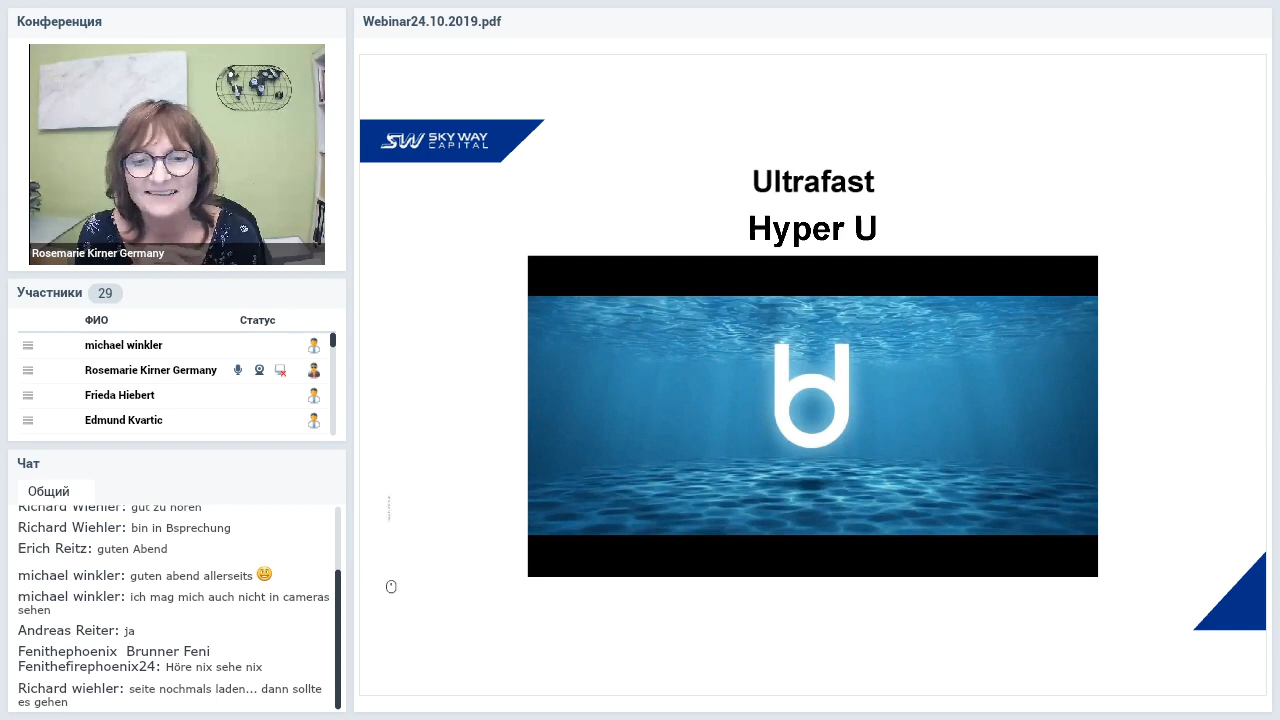 Конференция
Rosemarie Kirner Germany
Участники 29
ФИО Статус
michael winkler
Rosemarie Kirner Germany
Frieda Hiebert
Edmund Kvartic
Чат
Общий
Richard Wiehler: gut zu hören
Richard Wiehler: bin in Bsprechung
Erich Reitz: guten Abend
michael winkler: guten abend allerseits
michael winkler: ich mag mich auch nicht in cameras
sehen
Andreas Reiter: ja
Fenithephoenix Brunner Feni
Fenithefirephoenix24: Höre nix sehe nix
Richard wiehler: seite nochmals laden... dann sollte
es gehen
Webinar24.10.2019.pdf
SW SKYWAY
CAPITAL
Ultrafast
Hyper U